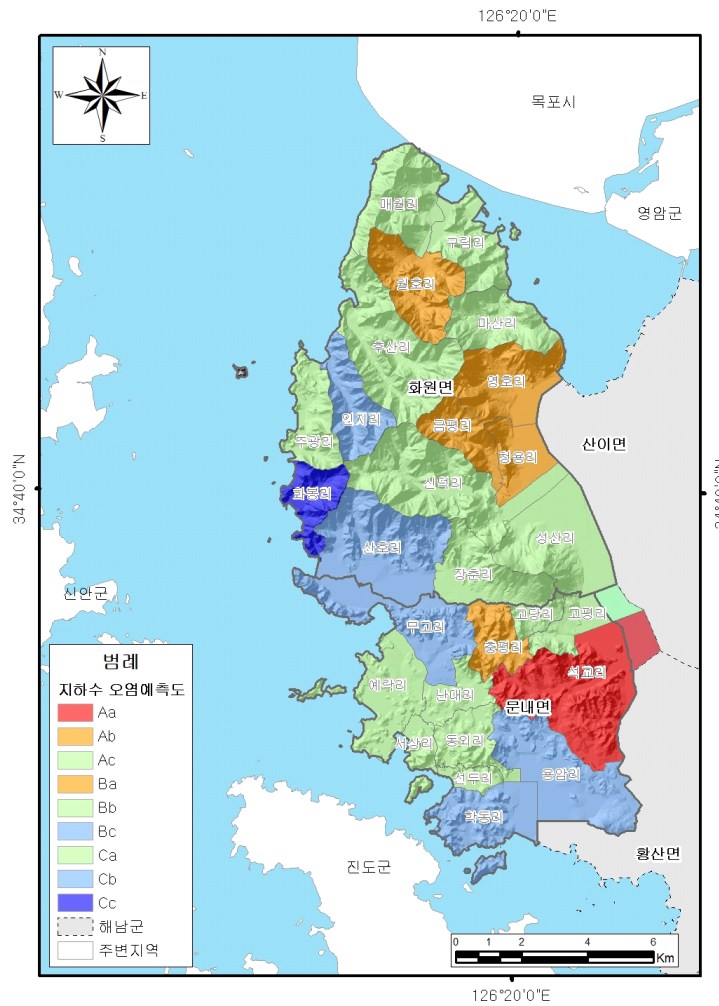 126°20'0"E
N
W
E
S
목포시
영암군
매월리
구림리
월호리
마산리
후산리
화원면
영호리
인지리
금평리
주광리
산이면
청용리
신덕리
34°40'0"N
화봉리
성산리
산호리
장춘리
신안군
고당리
고평리
무고리
충평리
석교리
예락리
난대리
문내면
서상리
동외리
선두리
용암리
학동리
황산면
진도군
범례
지하수 오염예측도
Aa
Ab
Ac
Ba
Bb
Bc
Ca
Cb
Cc
해남군
주변지역
0 1 2 4 6
Km
126°20'0"E